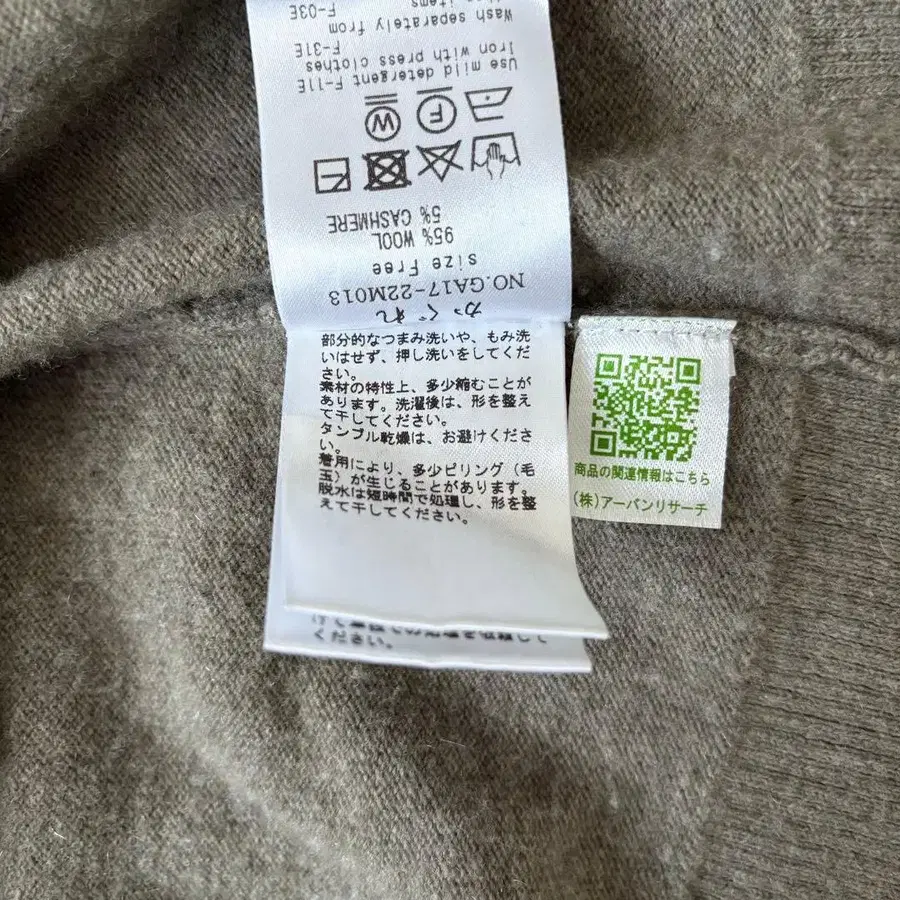 かぐれ
NO.GA17-22M013
size Free
95% WOOL
5% CASHMERE
F
W
Use mild detergent F-11E
Iron with press clothes
F-31E
Wash separately from
items
F-03E
部分的なつまみ洗いや、もみ洗
いはせず、押し洗いをしてくだ
さい。
素材の特性上、多少縮むことが
あります。洗濯後は、形を整え
て干してください。
タンブル乾燥は、お避けくださ
い。
着用により、多少ピリング（毛
玉）が生じることがあります。
脱水は短時間で処理し、形を整
えて干してください。
ください。
商品の関連情報はこちら
(株)アーバンリサーチ